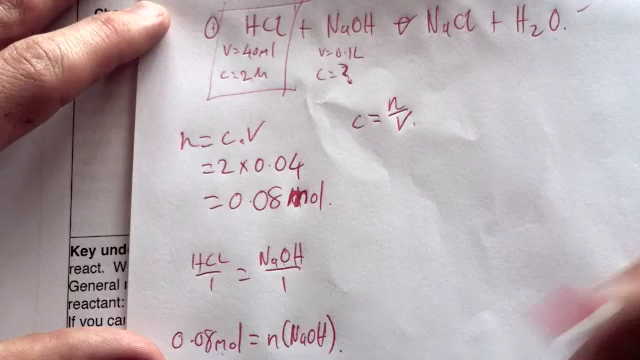 ① HCl + NaOH → NaCl + H₂O.
V=40ml V=0.1L
C=2M C=?
C = n/V.
n = c.V
= 2 × 0.04
= 0.08 mol.
HCL/1 = NaOH/1
0.08mol = n(NaOH).
Key und
react. W
General r
reactant:
If you can